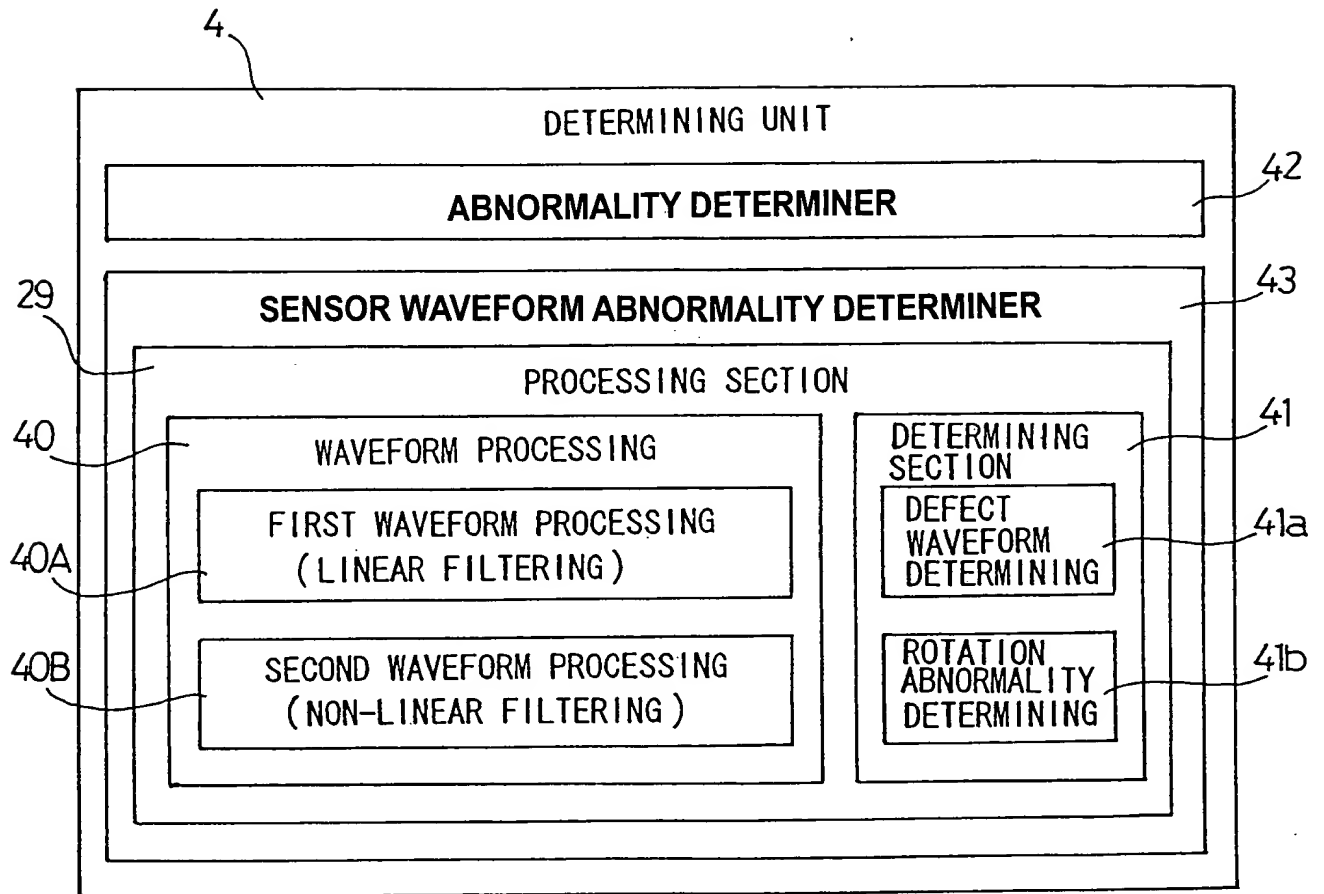 4
DETERMINING UNIT
42
ABNORMALITY DETERMINER
29
43
SENSOR WAVEFORM ABNORMALITY DETERMINER
PROCESSING SECTION
40
WAVEFORM PROCESSING
41
DETERMINING
SECTION
FIRST WAVEFORM PROCESSING
(LINEAR FILTERING)
40A
DEFECT
WAVEFORM
DETERMINING
41a
SECOND WAVEFORM PROCESSING
(NON-LINEAR FILTERING)
40B
ROTATION
ABNORMALITY
DETERMINING
41b